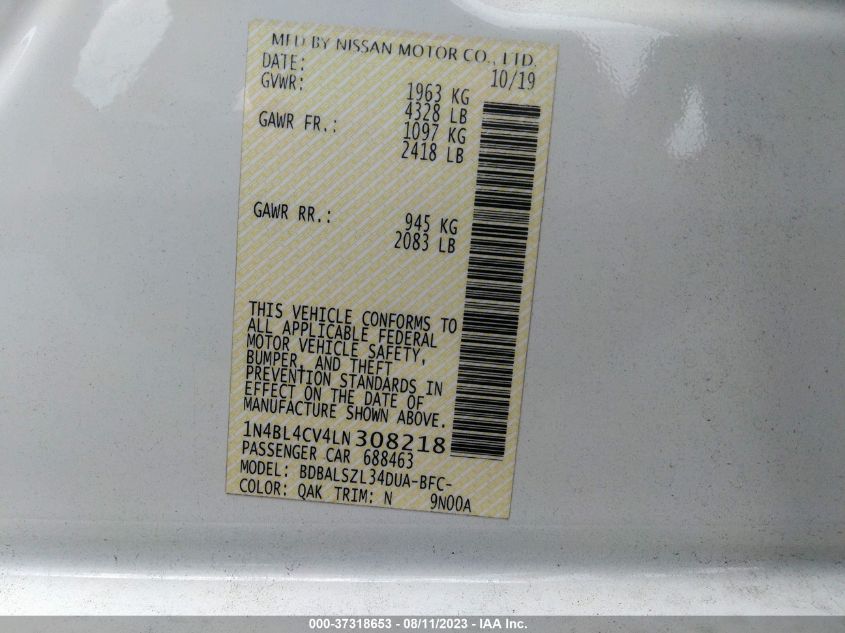 MFD BY NISSAN MOTOR CO., LTD.
DATE: 10/19
GVWR: 1963 KG
4328 LB
GAWR FR.: 1097 KG
2418 LB
GAWR RR.: 945 KG
2083 LB
THIS VEHICLE CONFORMS TO
ALL APPLICABLE FEDERAL
MOTOR VEHICLE SAFETY,
BUMPER, AND THEFT
PREVENTION STANDARDS IN
EFFECT ON THE DATE OF
MANUFACTURE SHOWN ABOVE.
1N4BL4CV4LN308218
PASSENGER CAR 688463
MODEL: BDBALSZL34DUA-BFC-
COLOR: QAK TRIM: N 9N00A
000-37318653 - 08/11/2023 - IAA Inc.